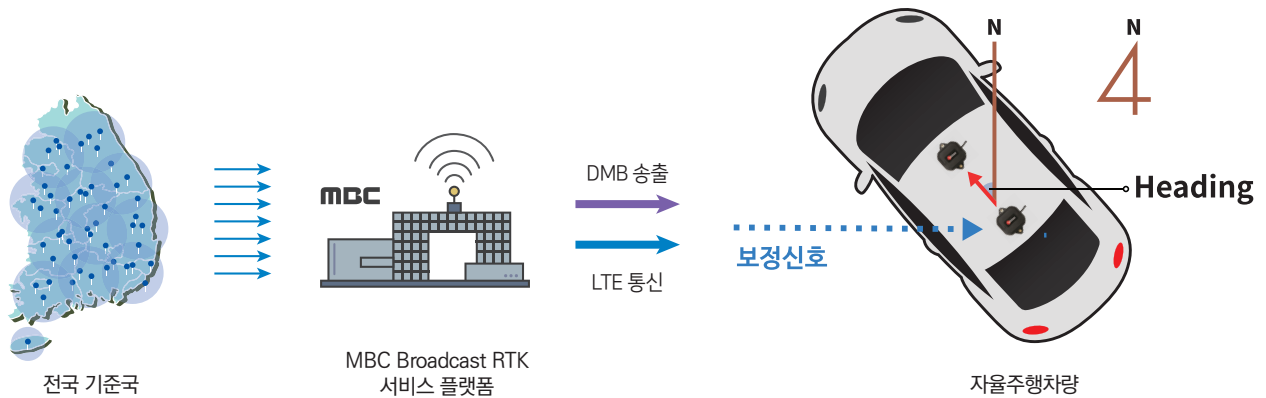 전국 기준국
MBC
MBC Broadcast RTK
서비스 플랫폼
DMB 송출
LTE 통신
보정신호
N
N
Heading
자율주행차량